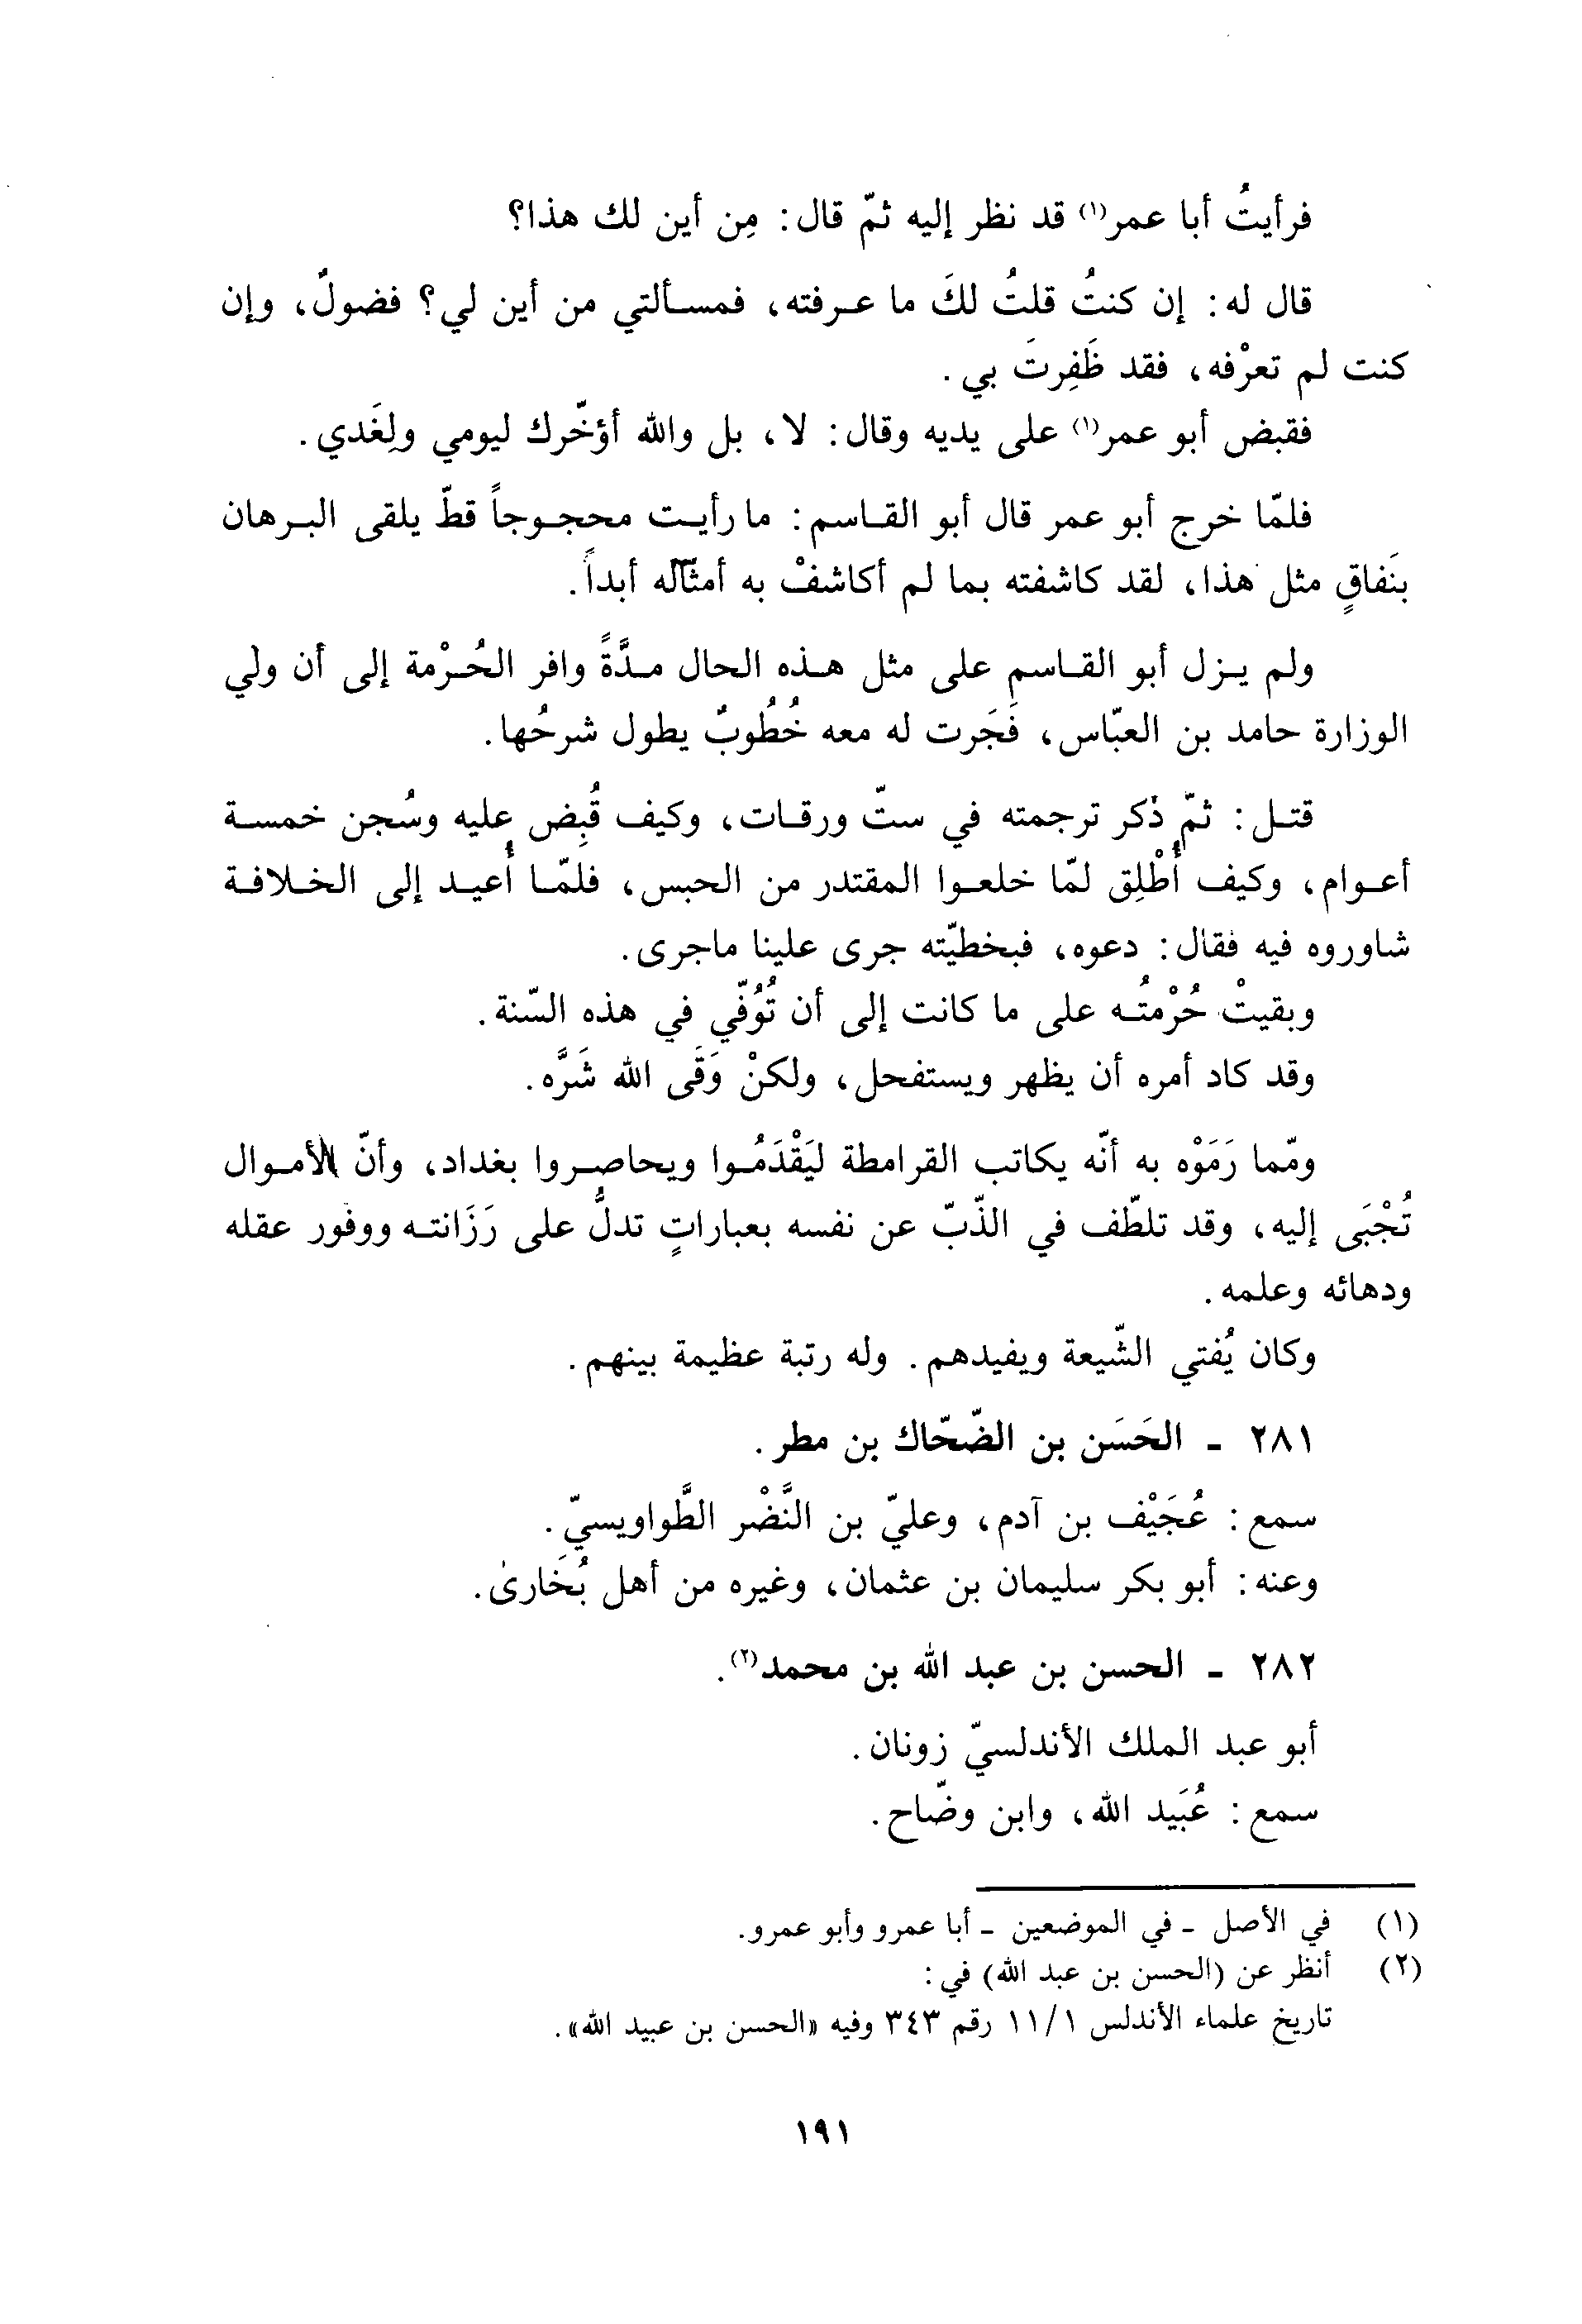 فرأيتُ أبا عمر(١) قد نظر إليه ثمّ قال: مِن أين لك هذا؟
قال له: إن كنتُ قلتُ لكَ ما عرفته، فمسألتي من أين لي؟ فضولٌ، وإن
كنت لم تعرْفه، فقد ظَفِرتَ بي.
فقبض أبو عمر(١) على يديه وقال: لا، بل والله أؤخّرك ليومي ولِغَدي.
فلمّا خرج أبو عمر قال أبو القاسم: ما رأيت محجوجاً قطّ يلقى البرهان
بنَفاقٍ مثل هذا، لقد كاشفته بما لم أكاشفْ به أمثاله أبداً.
ولم يزل أبو القاسم على مثل هذه الحال مدَّةً وافر الحُرْمة إلى أن ولي
الوزارة حامد بن العبّاس، فَجَرت له معه خُطُوبٌ يطول شرحُها.
قتل: ثمّ ذكر ترجمته في ستّ ورقات، وكيف قُبِض عليه وسُجن خمسة
أعوام، وكيف أُطْلِق لمّا خلعوا المقتدر من الحبس، فلمّا أُعيد إلى الخلافة
شاوروه فيه فقال: دعوه، فبخطيّته جرى علينا ماجرى.
وبقيتْ حُرْمتُه على ما كانت إلى أن تُوُفّي في هذه السّنة.
وقد كاد أمره أن يظهر ويستفحل، ولكنْ وَقَى الله شَرَّه.
وممّا رَمَوْه به أنّه يكاتب القرامطة ليَقْدَمُوا ويحاصروا بغداد، وأنّ الأموال
تُجْبَى إليه، وقد تلطّف في الذّبّ عن نفسه بعباراتٍ تدلُّ على رَزَانته ووفور عقله
ودهائه وعلمه.
وكان يُفتي الشّيعة ويفيدهم. وله رتبة عظيمة بينهم.
٢٨١ - الحَسَن بن الضّحّاك بن مطر.
سمع: عُجَيْف بن آدم، وعليّ بن النَّضْر الطَّواويسيّ.
وعنه: أبو بكر سليمان بن عثمان، وغيره من أهل بُخَارىٰ.
٢٨٢ - الحسن بن عبد الله بن محمد(٢).
أبو عبد الملك الأندلسيّ زونان.
سمع: عُبَيد الله، وابن وضّاح.
(١) في الأصل - في الموضعين - أبا عمرو وأبو عمرو.
(٢) أنظر عن (الحسن بن عبد الله) في:
تاريخ علماء الأندلس ١/١١ رقم ٣٤٣ وفيه «الحسن بن عبيد الله».
١٩١